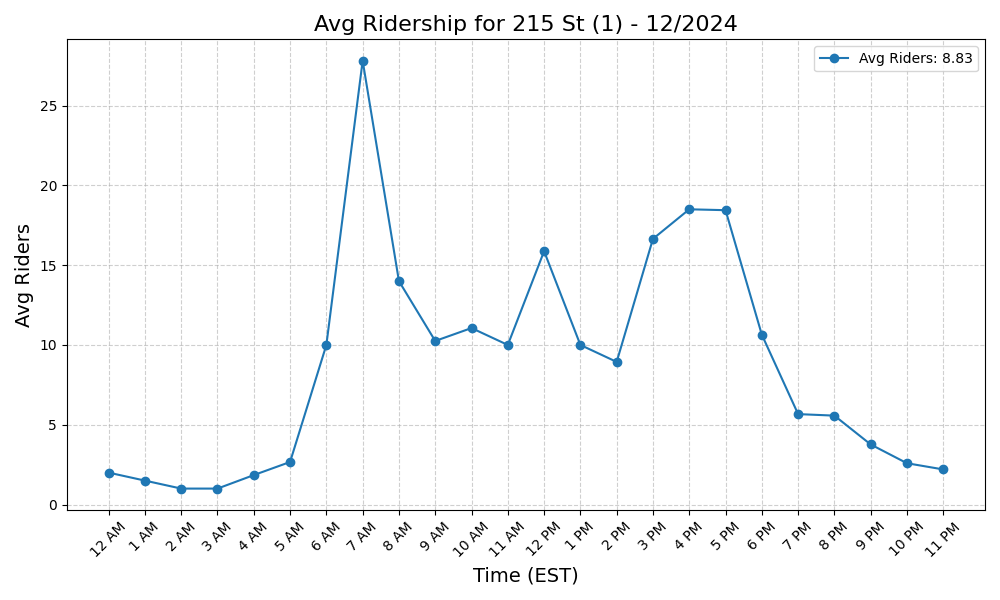 Avg Ridership for 215 St (1) - 12/2024
Avg Riders: 8.83
Avg Riders
25
20
15
10
5
0
12 AM
1 AM
2 AM
3 AM
4 AM
5 AM
6 AM
7 AM
8 AM
9 AM
10 AM
11 AM
12 PM
1 PM
2 PM
3 PM
4 PM
5 PM
6 PM
7 PM
8 PM
9 PM
10 PM
11 PM
Time (EST)